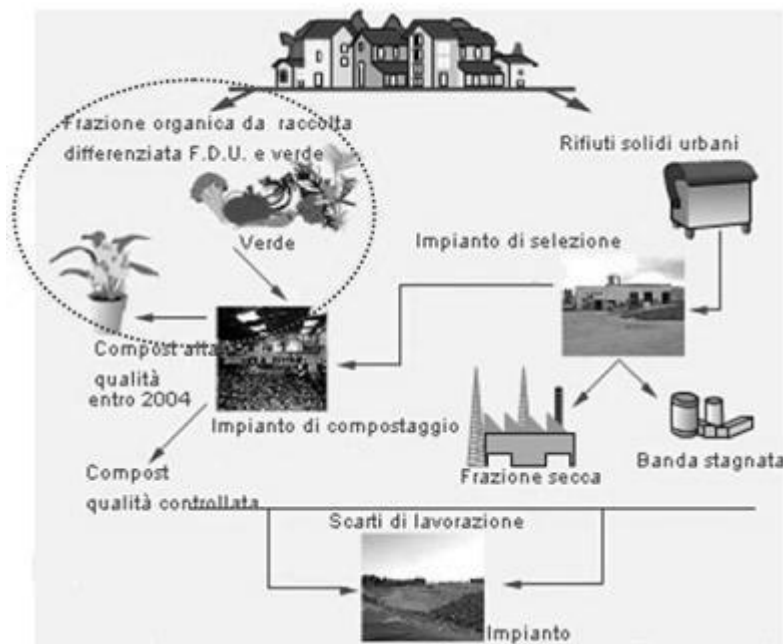 Frazione organica da raccolta
differenziata F.D.U. e verde
Rifiuti solidi urbani
Verde
Impianto di selezione
Compost alta
qualità
entro 2004
Impianto di compostaggio
Compost
qualità controllata
Frazione secca
Banda stagnata
Scarti di lavorazione
Impianto